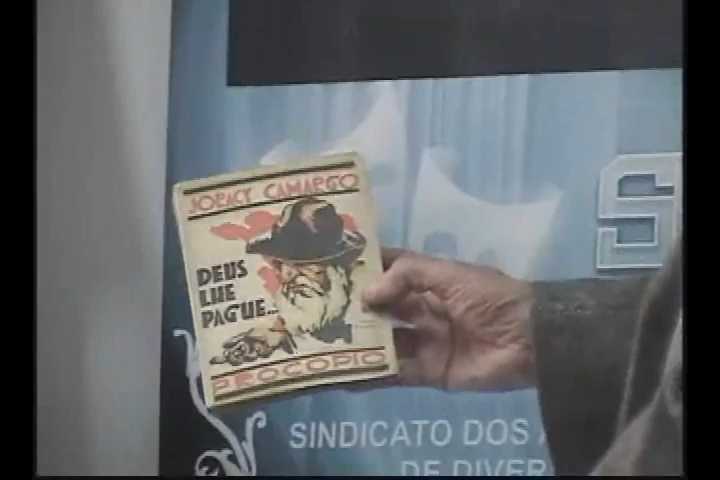 JORACY CAMARGO
DEUS
LHE
PAGUE...
PROCOPIO
S
SINDICATO DOS
DE DIVER